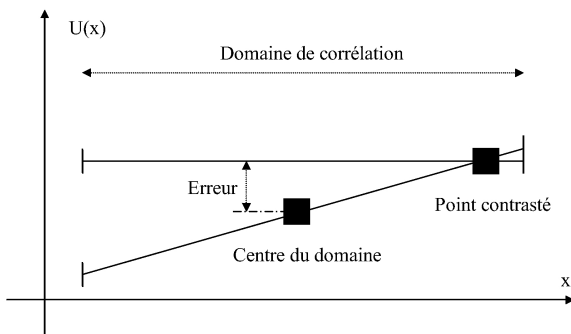 U(x)
Domaine de corrélation
Erreur
Point contrasté
Centre du domaine
x